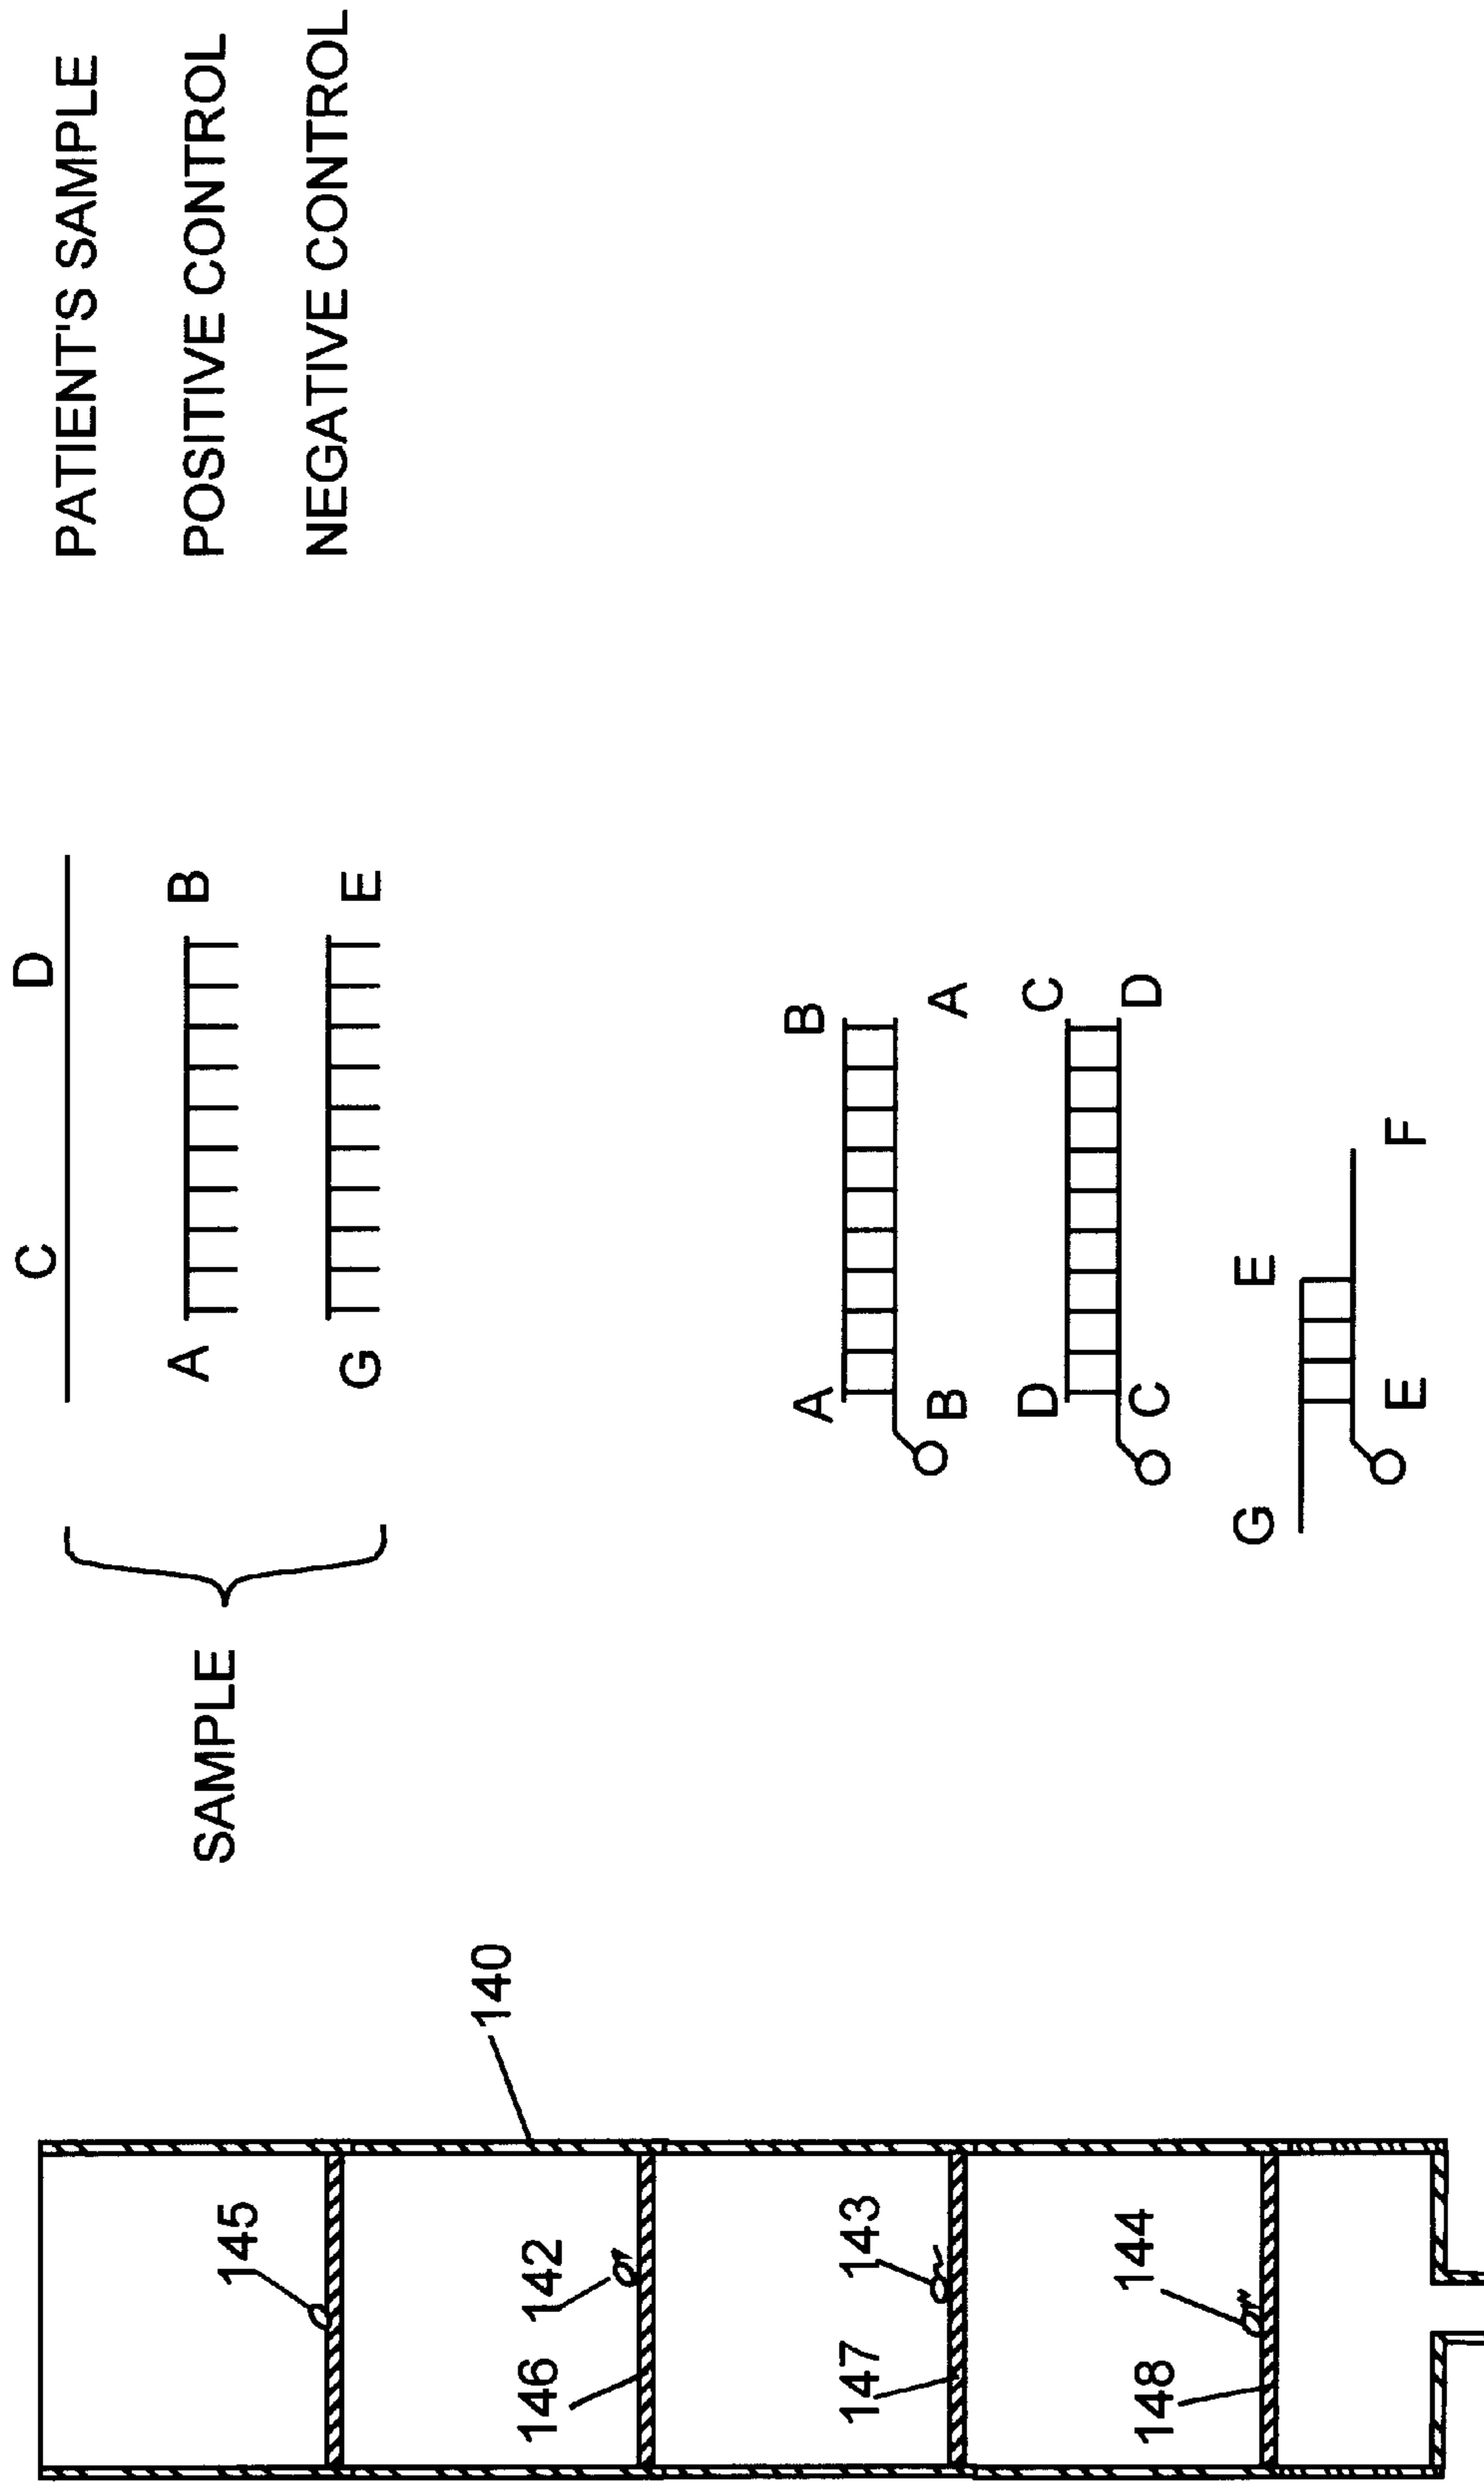 C D
PATIENT'S SAMPLE
SAMPLE
A B
POSITIVE CONTROL
G E
NEGATIVE CONTROL
145
140
146 142
A B
147 143
B A
D C
148 144
C D
G E
E F